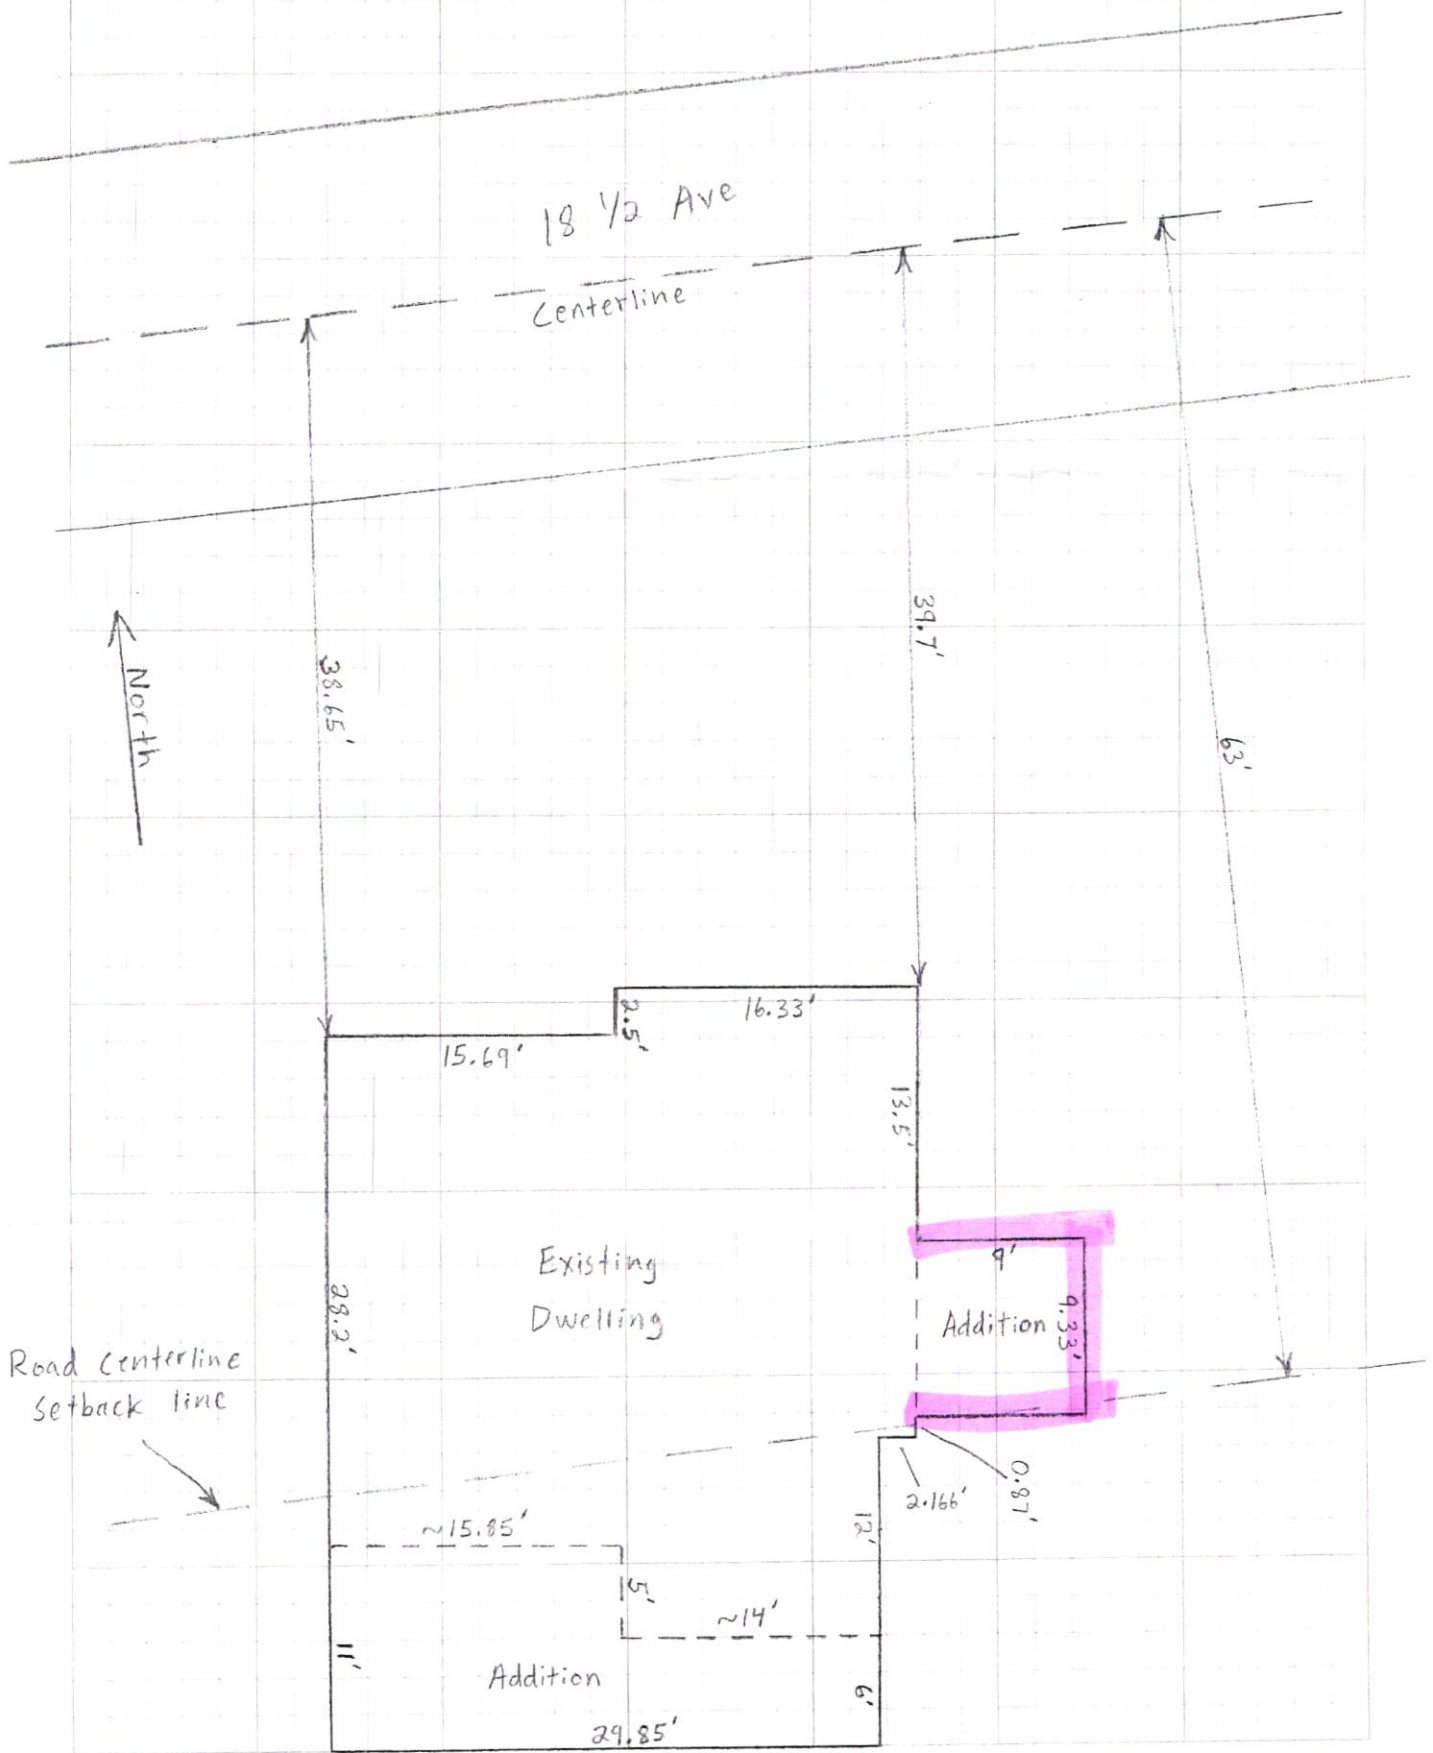 18 1/2 Ave
Centerline
North
38.65'
39.7'
63'
16.33'
2.5'
15.69'
13.5'
9'
Existing
Dwelling
Addition
9.33'
28.2'
Road Centerline
Setback line
0.87'
2.166'
~15.85'
12'
5'
~14'
11'
Addition
6'
29.85'